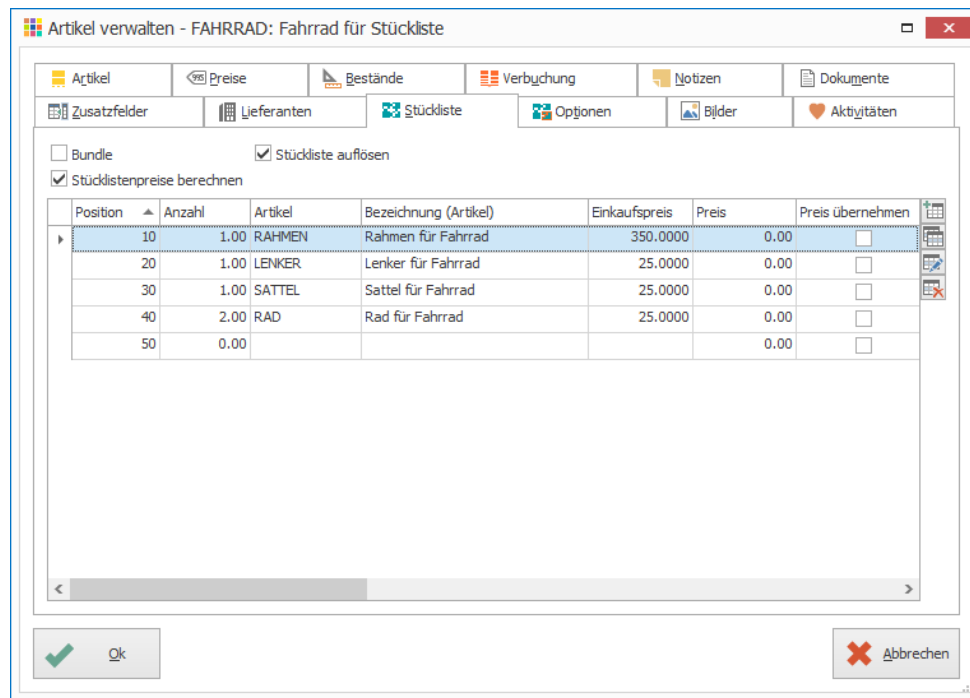 Artikel verwalten - FAHRRAD: Fahrrad für Stückliste
Artikel Preise Bestände Verbuchung Notizen Dokumente
Zusatzfelder Lieferanten Stückliste Optionen Bilder Aktivitäten
Bundle Stückliste auflösen
Stücklistenpreise berechnen
Position Anzahl Artikel Bezeichnung (Artikel) Einkaufspreis Preis Preis übernehmen
10 1.00 RAHMEN Rahmen für Fahrrad 350.0000 0.00
20 1.00 LENKER Lenker für Fahrrad 25.0000 0.00
30 1.00 SATTEL Sattel für Fahrrad 25.0000 0.00
40 2.00 RAD Rad für Fahrrad 25.0000 0.00
50 0.00 0.00
Ok Abbrechen